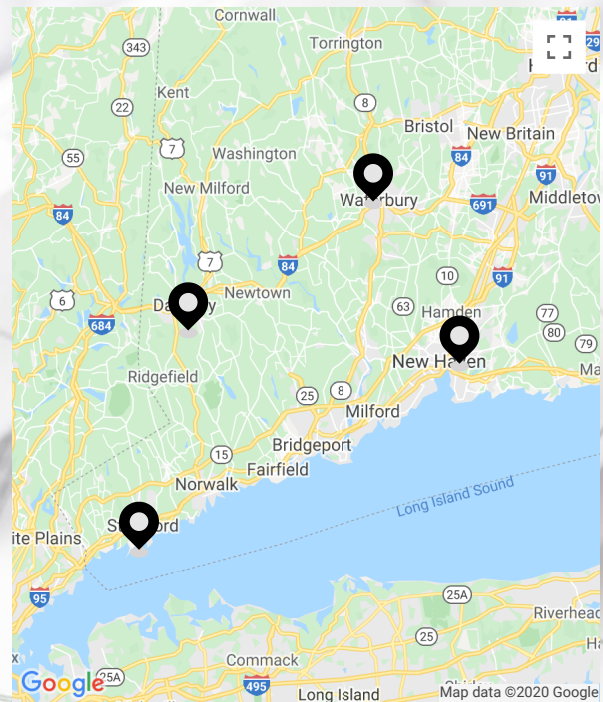 Cornwall
91
343
Torrington
29
Kent
8
22
Bristol
New Britain
7
55
Washington
84
91
New Milford
Waterbury
691
84
7
84
91
10
6
Newtown
63
Hamden
77
684
80
New Haven
79
Ridgefield
25
8
Milford
Bridgeport
15
Fairfield
Norwalk
Long Island Sound
ite Plains
95
25A
Riverhead
25
Commack
25A
Google
495
Long Island
Map data ©2020 Google